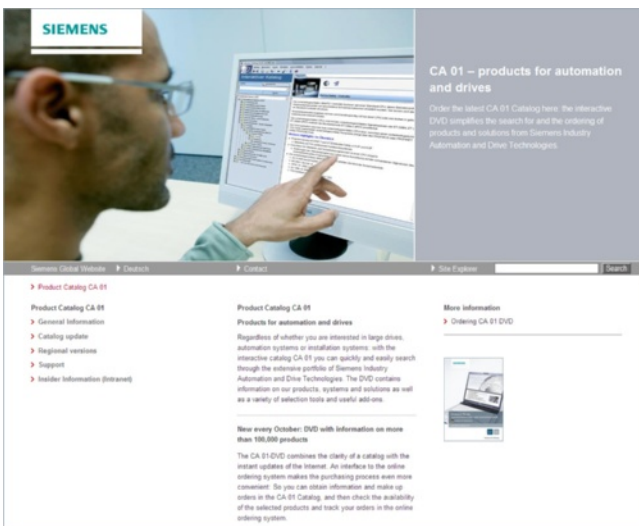 SIEMENS
CA 01 – products for automation
and drives
Order the latest CA 01 Catalog here: the interactive
DVD simplifies the search for and the ordering of
products and solutions from Siemens Industry
Automation and Drive Technologies.
Siemens Global Website Deutsch Contact Site Explorer Search
Product Catalog CA 01
Product Catalog CA 01
General Information
Catalog update
Regional versions
Support
Insider Information (Intranet)
Product Catalog CA 01
Products for automation and drives
Regardless of whether you are interested in large drives,
automation systems or installation systems: with the
interactive catalog CA 01 you can quickly and easily search
through the extensive portfolio of Siemens Industry
Automation and Drive Technologies. The DVD contains
information on our products, systems and solutions as well
as a variety of selection tools and useful add-ons.
New every October: DVD with information on more
than 100,000 products
The CA 01-DVD combines the clarity of a catalog with the
instant updates of the Internet. An interface to the online
ordering system makes the purchasing process even more
convenient. So you can obtain information and make up
orders in the CA 01 Catalog, and then check the availability
of the selected products and track your orders in the online
ordering system.
More information
Ordering CA 01 DVD